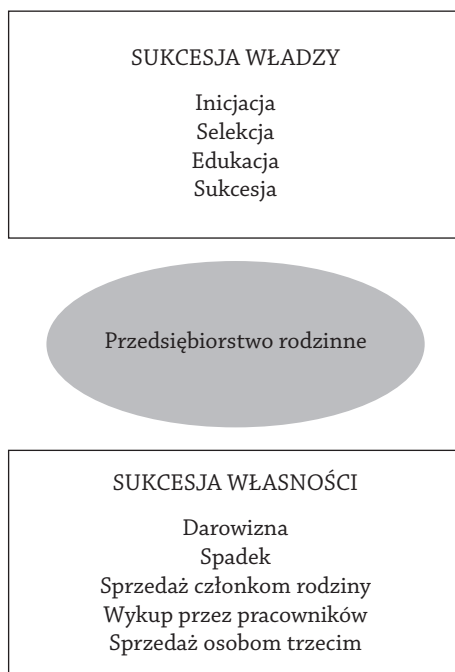 SUKCESJA WŁADZY
Inicjacja
Selekcja
Edukacja
Sukcesja
Przedsiębiorstwo rodzinne
SUKCESJA WŁASNOŚCI
Darowizna
Spadek
Sprzedaż członkom rodziny
Wykup przez pracowników
Sprzedaż osobom trzecim